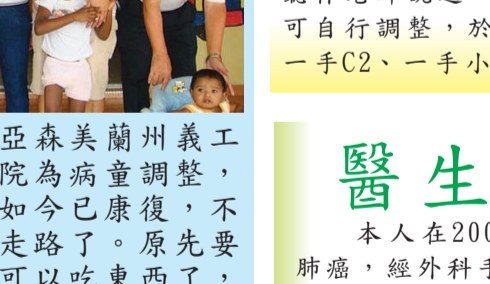 亞森美蘭州義工
院為病童調整，
如今已康復，不
走路了。原先要
可以吃東西了，
可自行調整，於
一手C2、一手小
醫生
本人在200
肺癌，經外科手